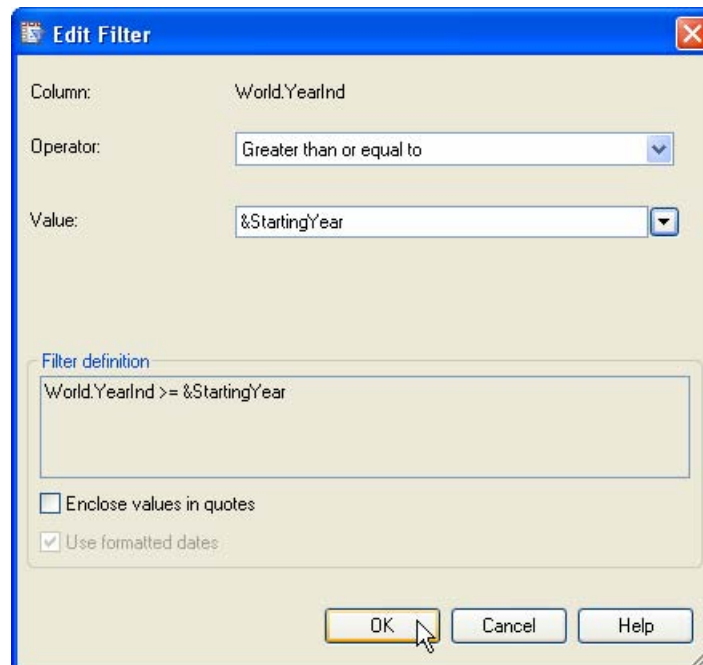 Edit Filter
Column: World.YearInd
Operator: Greater than or equal to
Value: &StartingYear
Filter definition
World.YearInd >= &StartingYear
Enclose values in quotes
Use formatted dates
OK Cancel Help